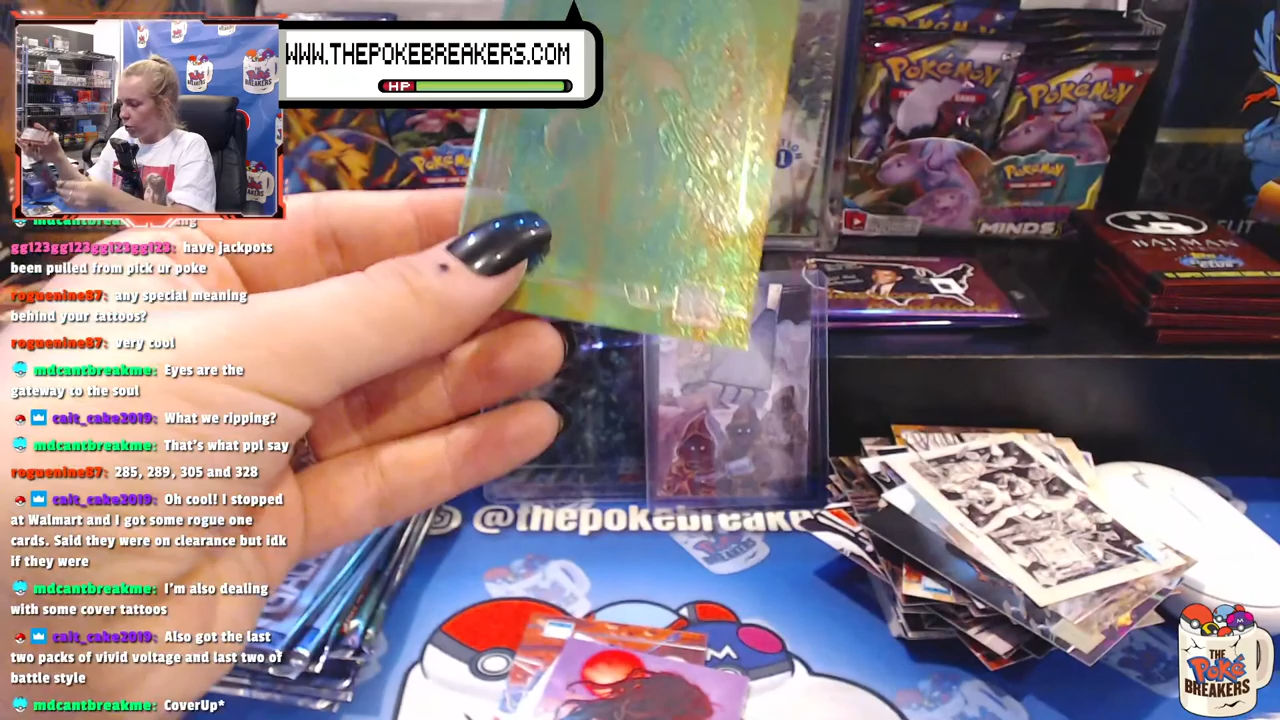 WWW.THEPOKEBREAKERS.COM
HP
gg123gg123gg123gg123: have jackpots
been pulled from pick ur poke
roguenine87: any special meaning
behind your tattoos?
roguenine87: very cool
mdcantbreakme: Eyes are the
gateway to the soul
cait_cake2019: What we ripping?
mdcantbreakme: That's what ppl say
roguenine87: 285, 289, 305 and 328
cait_cake2019: Oh cool! I stopped
at Walmart and I got some rogue one
cards. Said they were on clearance but idk
if they were
mdcantbreakme: I'm also dealing
with some cover tattoos
cait_cake2019: Also got the last
two packs of vivid voltage and last two of
battle style
mdcantbreakme: CoverUp*
Pokémon
Pokémon
Pokémon
Pokémon
MINDS
BATMAN
@thepokebreake
THE
Poké
BREAKERS